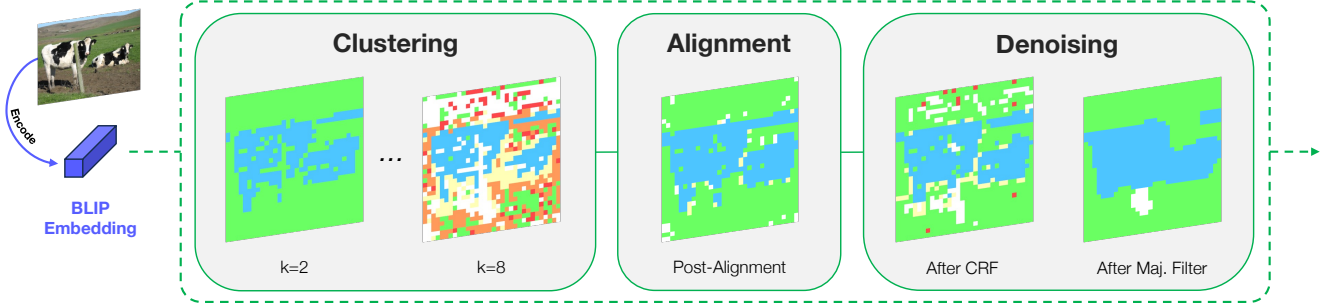 Encode
BLIP
Embedding
Clustering
...
k=2
k=8
Alignment
Post-Alignment
Denoising
After CRF
After Maj. Filter